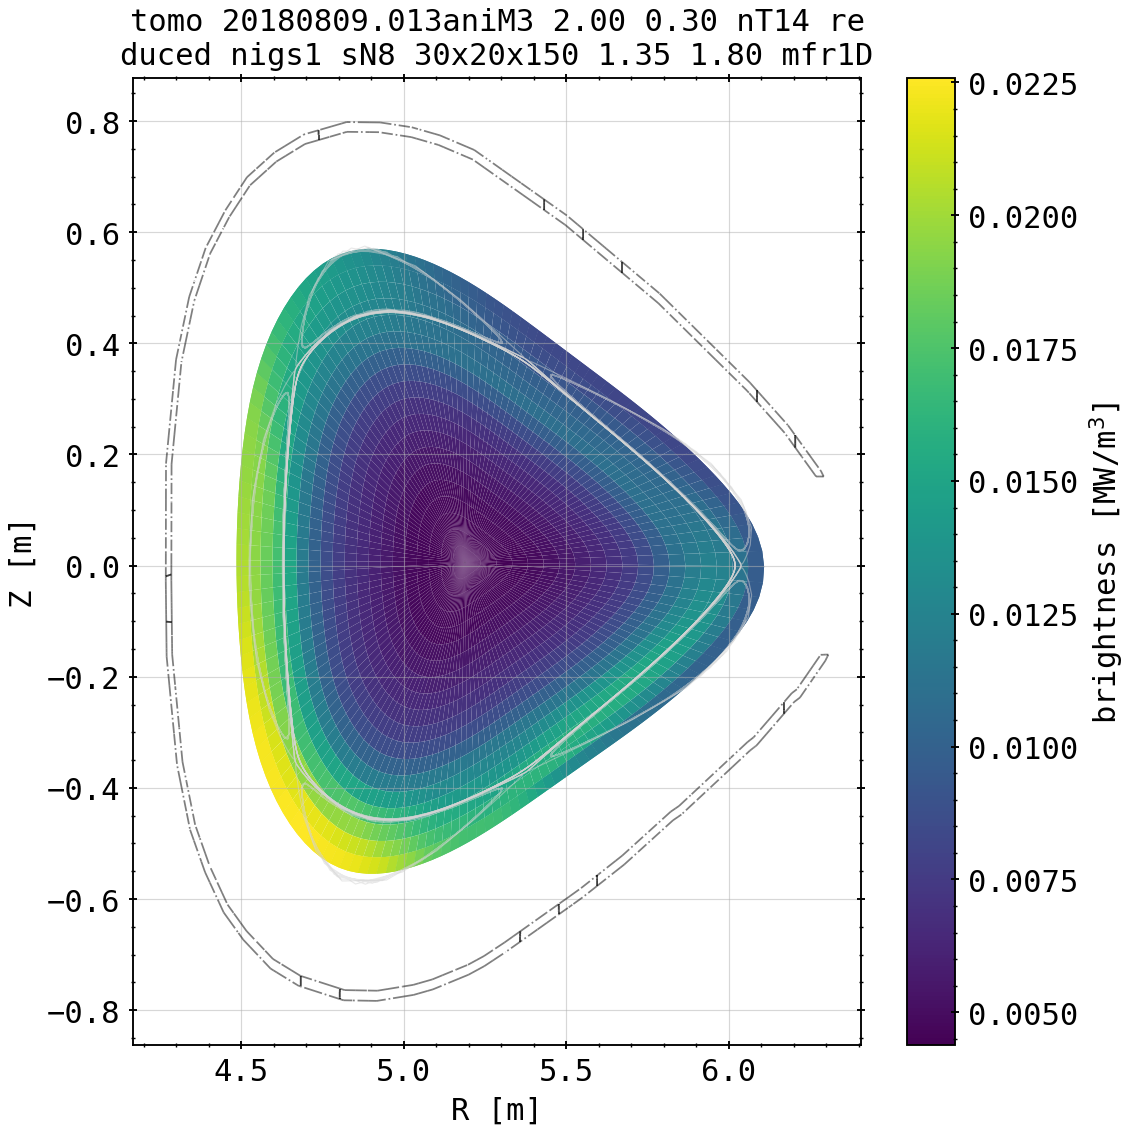 tomo 20180809.013aniM3 2.00 0.30 nT14 re
duced nigs1 sN8 30x20x150 1.35 1.80 mfr1D
0.8
0.6
0.4
0.2
0.0
−0.2
−0.4
−0.6
−0.8
Z [m]
4.5 5.0 5.5 6.0
R [m]
0.0225
0.0200
0.0175
0.0150
0.0125
0.0100
0.0075
0.0050
brightness [MW/m³]